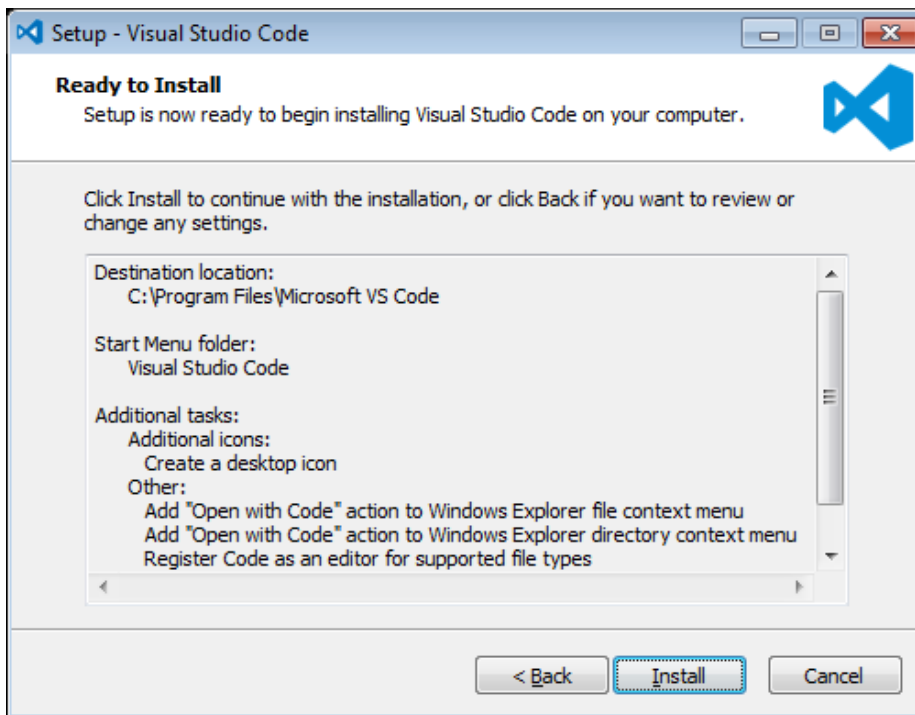 Setup - Visual Studio Code
Ready to Install
Setup is now ready to begin installing Visual Studio Code on your computer.
Click Install to continue with the installation, or click Back if you want to review or
change any settings.
Destination location:
C:\Program Files\Microsoft VS Code
Start Menu folder:
Visual Studio Code
Additional tasks:
Additional icons:
Create a desktop icon
Other:
Add "Open with Code" action to Windows Explorer file context menu
Add "Open with Code" action to Windows Explorer directory context menu
Register Code as an editor for supported file types
< Back Install Cancel